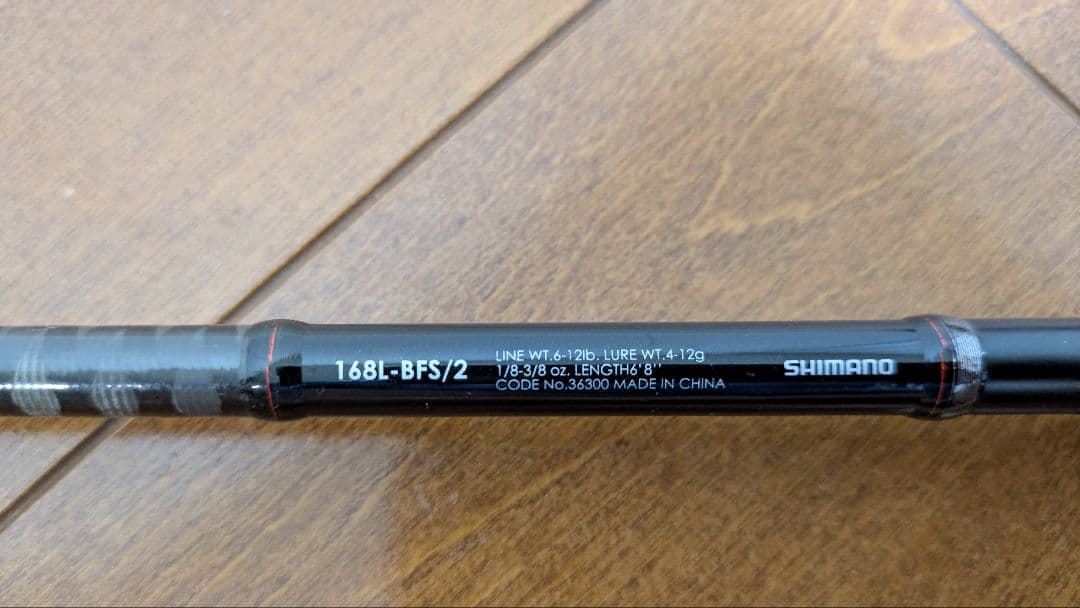 168L-BFS/2
LINE WT.6-12lb. LURE WT.4-12g
1/8-3/8 oz. LENGTH6'8''
CODE No.36300 MADE IN CHINA
SHIMANO